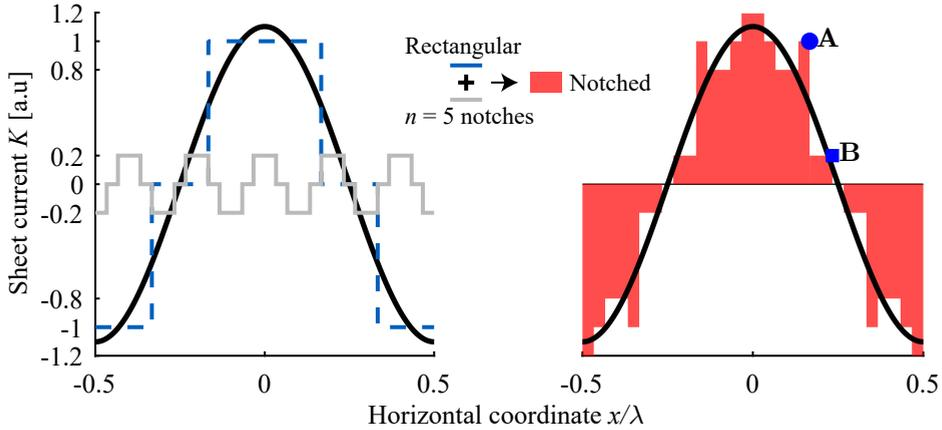 Sheet current K [a.u]
1.2
1
0.8
0.2
0
-0.2
-0.8
-1
-1.2
-0.5
0
0.5
Rectangular
+ → Notched
n = 5 notches
A
B
-0.5
0
0.5
Horizontal coordinate x/λ